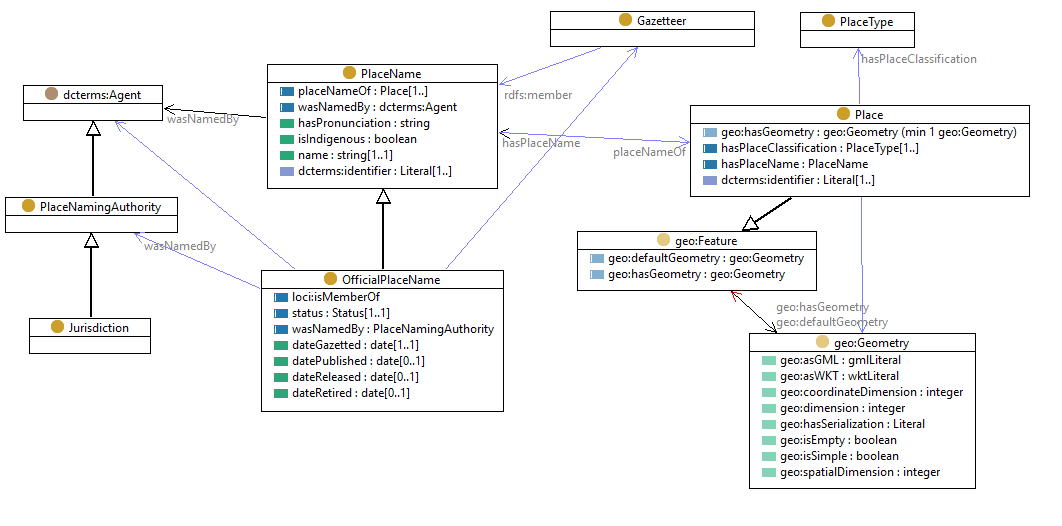 Gazetteer
PlaceType
hasPlaceClassification
PlaceName
placeNameOf : Place[1..]
wasNamedBy : dcterms:Agent
hasPronunciation : string
isIndigenous : boolean
name : string[1..1]
dcterms:identifier : Literal[1..]
rdfs:member
dcterms:Agent
wasNamedBy
Place
geo:hasGeometry : geo:Geometry (min 1 geo:Geometry)
hasPlaceClassification : PlaceType[1..]
hasPlaceName : PlaceName
dcterms:identifier : Literal[1..]
hasPlaceName
placeNameOf
PlaceNamingAuthority
wasNamedBy
geo:Feature
geo:defaultGeometry : geo:Geometry
geo:hasGeometry : geo:Geometry
OfficialPlaceName
loci:isMemberOf
status : Status[1..1]
wasNamedBy : PlaceNamingAuthority
dateGazetted : date[1..1]
datePublished : date[0..1]
dateReleased : date[0..1]
dateRetired : date[0..1]
Jurisdiction
geo:hasGeometry
geo:defaultGeometry
geo:Geometry
geo:asGML : gmlLiteral
geo:asWKT : wktLiteral
geo:coordinateDimension : integer
geo:dimension : integer
geo:hasSerialization : Literal
geo:isEmpty : boolean
geo:isSimple : boolean
geo:spatialDimension : integer